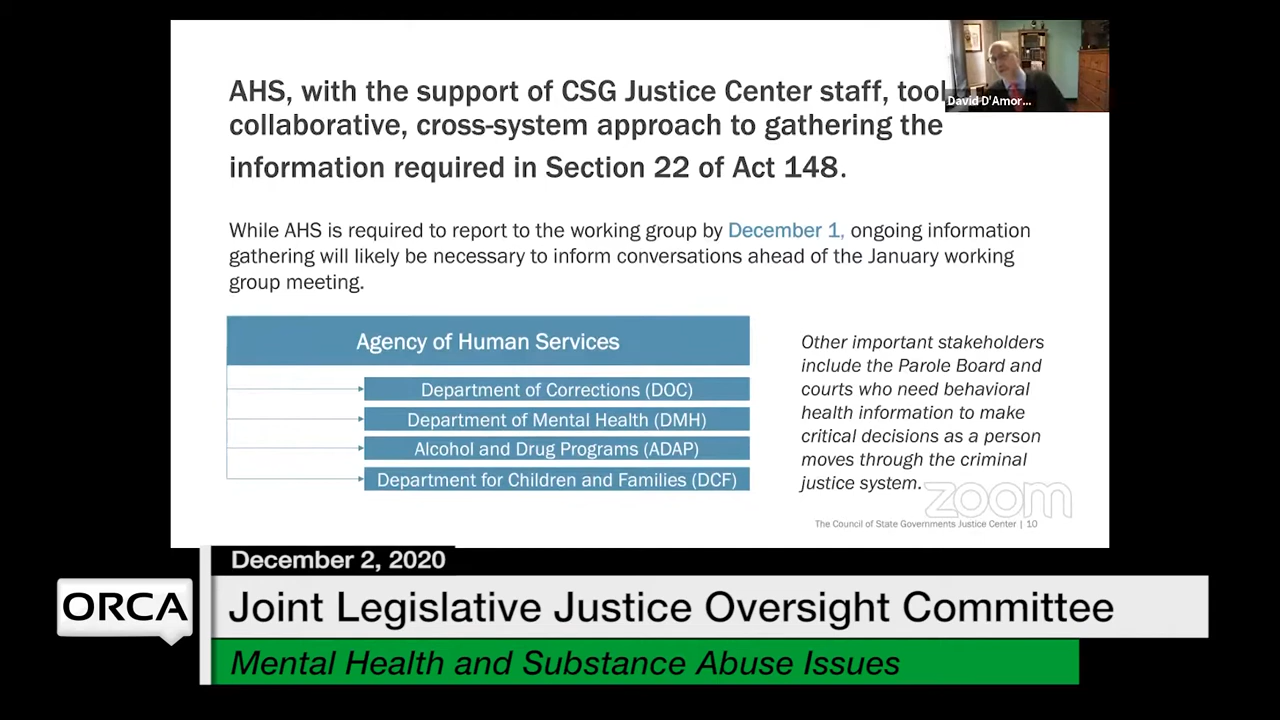 AHS, with the support of CSG Justice Center staff,
David D'Amor...
collaborative, cross-system approach to gathering the
information required in Section 22 of Act 148.
While AHS is required to report to the working group by December 1, ongoing information
gathering will likely be necessary to inform conversations ahead of the January working
group meeting.
Agency of Human Services
Department of Corrections (DOC)
Department of Mental Health (DMH)
Alcohol and Drug Programs (ADAP)
Department for Children and Families (DCF)
Other important stakeholders
include the Parole Board and
courts who need behavioral
health information to make
critical decisions as a person
moves through the criminal
justice system.
zoom
The Council of State Governments Justice Center | 10
December 2, 2020
ORCA
Joint Legislative Justice Oversight Committee
Mental Health and Substance Abuse Issues